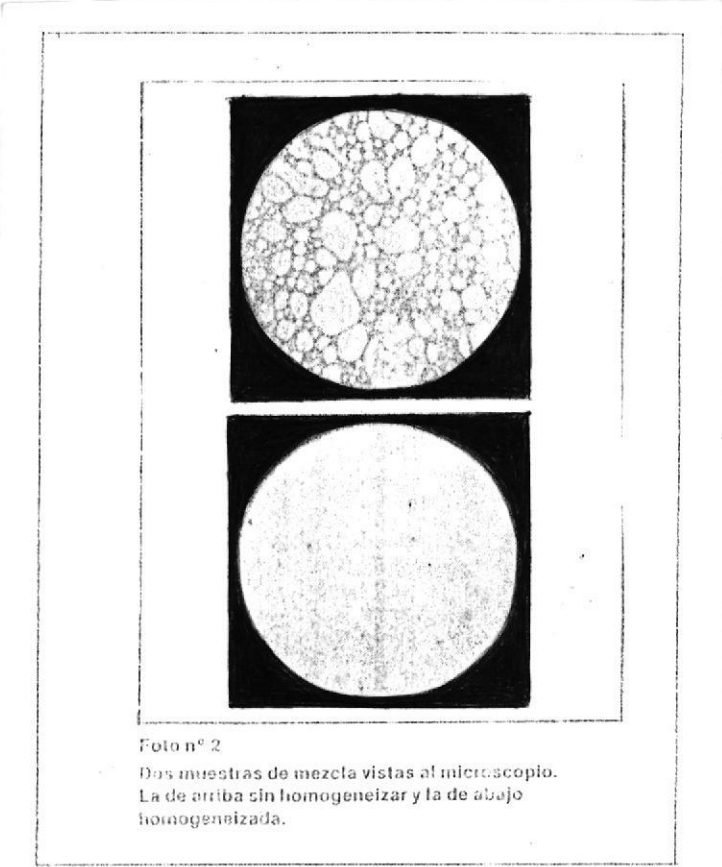 Foto nº 2
Dos muestras de mezcla vistas al microscopio.
La de arriba sin homogeneizar y la de abajo
homogeneizada.